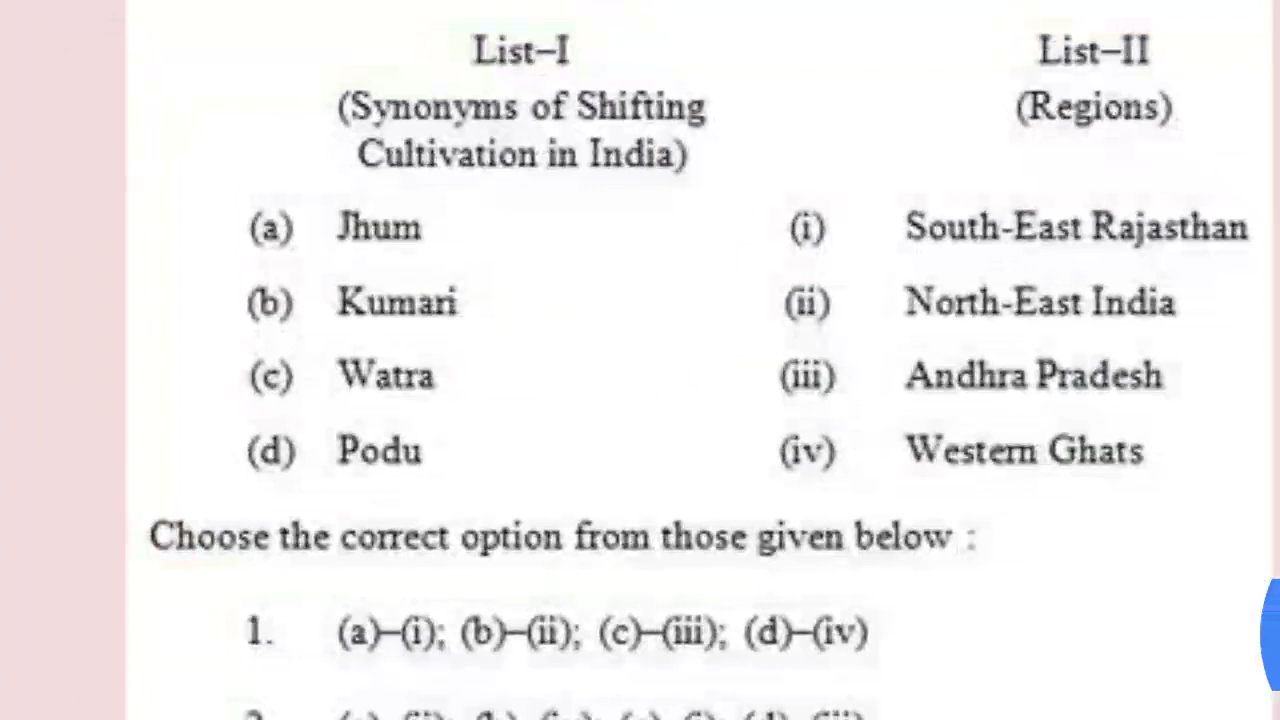 List–I List–II
(Synonyms of Shifting (Regions)
Cultivation in India)
(a) Jhum (i) South-East Rajasthan
(b) Kumari (ii) North-East India
(c) Watra (iii) Andhra Pradesh
(d) Podu (iv) Western Ghats
Choose the correct option from those given below :
1. (a)–(i); (b)–(ii); (c)–(iii); (d)–(iv)